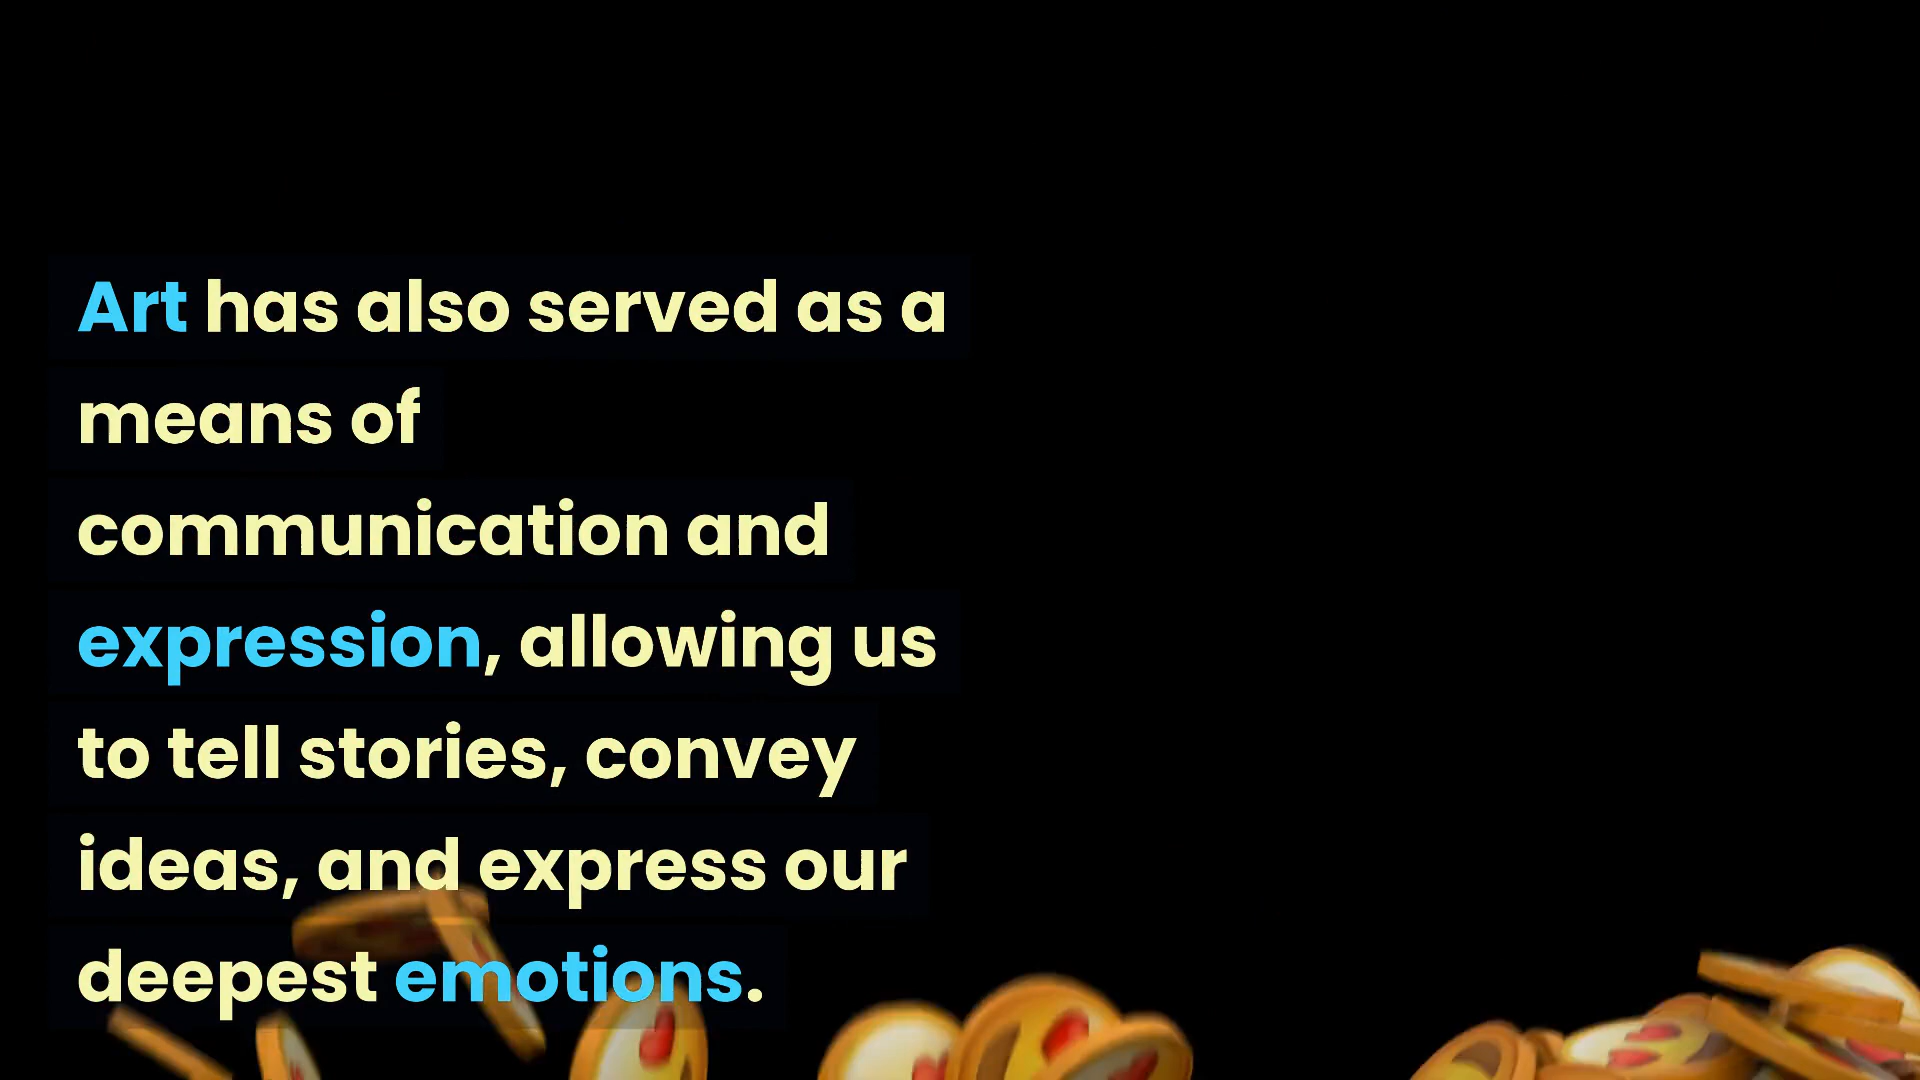 Art has also served as a
means of
communication and
expression, allowing us
to tell stories, convey
ideas, and express our
deepest emotions.